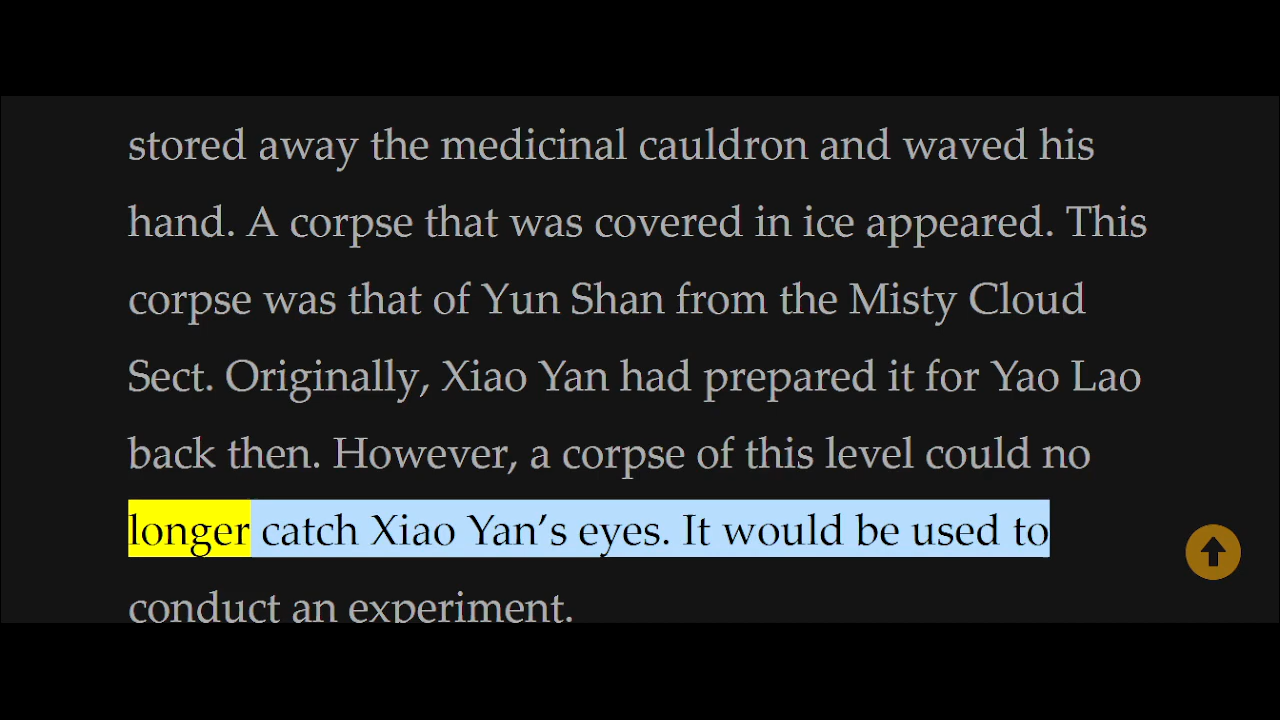 stored away the medicinal cauldron and waved his
hand. A corpse that was covered in ice appeared. This
corpse was that of Yun Shan from the Misty Cloud
Sect. Originally, Xiao Yan had prepared it for Yao Lao
back then. However, a corpse of this level could no
longer catch Xiao Yan’s eyes. It would be used to
conduct an experiment.